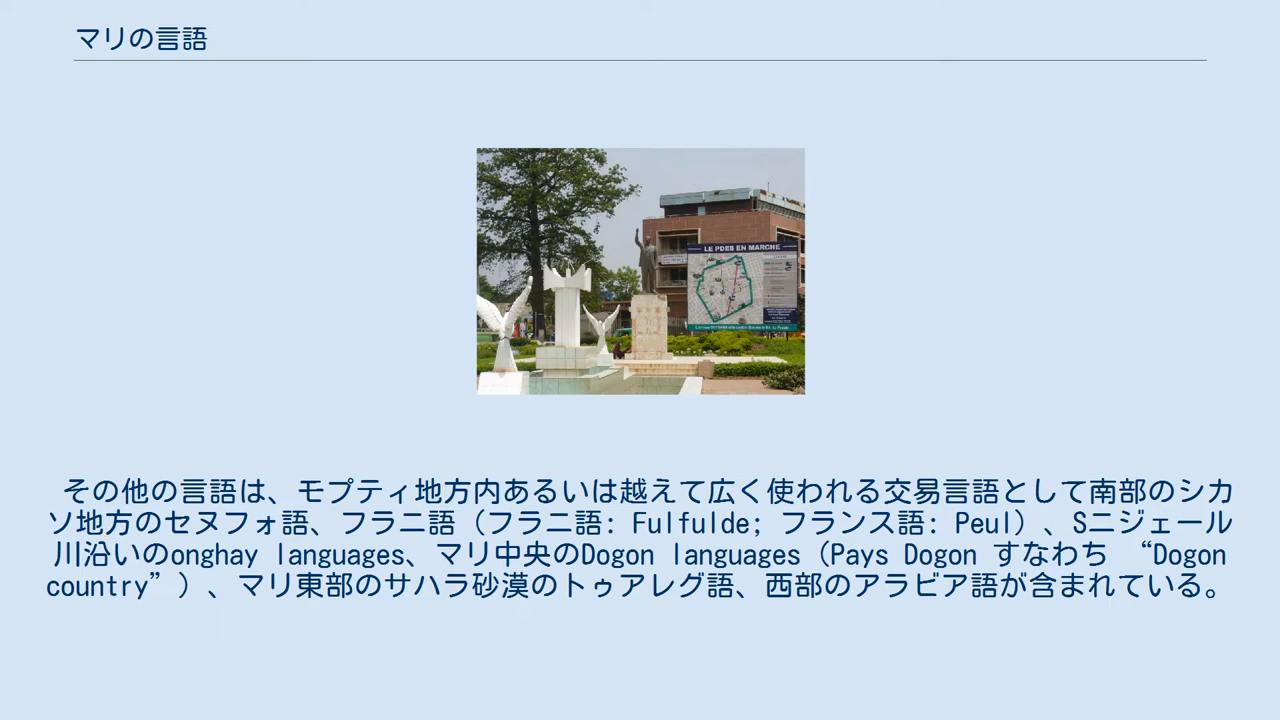 マリの言語
LE PDES EN MARCHE
その他の言語は、モプティ地方内あるいは越えて広く使われる交易言語として南部のシカ
ソ地方のセヌフォ語、フラニ語（フラニ語: Fulfulde; フランス語: Peul）、Sニジェール
川沿いのonghay languages、マリ中央のDogon languages（Pays Dogon すなわち “Dogon
country”）、マリ東部のサハラ砂漠のトゥアレグ語、西部のアラビア語が含まれている。